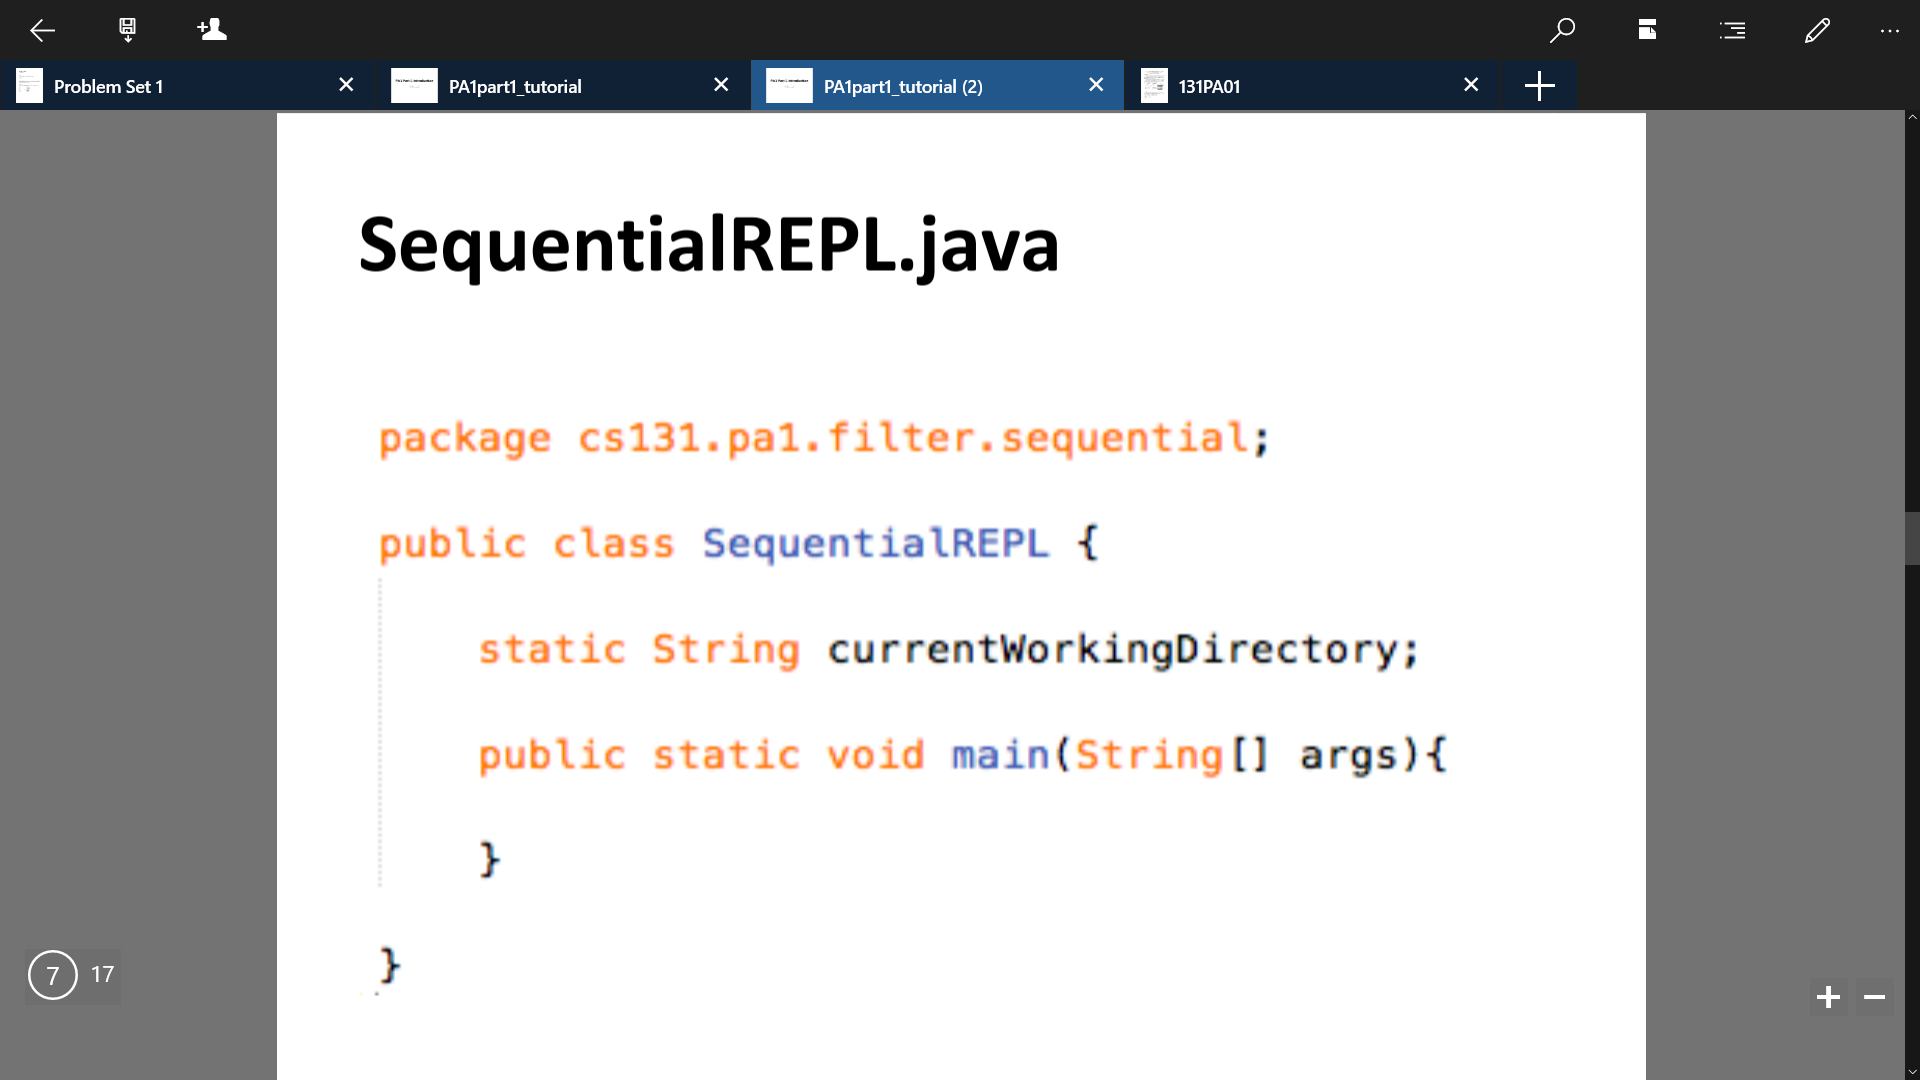 Problem Set 1
PA1part1_tutorial
PA1part1_tutorial (2)
131PA01
SequentialREPL.java
package cs131.pa1.filter.sequential;
public class SequentialREPL {
static String currentWorkingDirectory;
public static void main(String[] args){
}
}
7 17